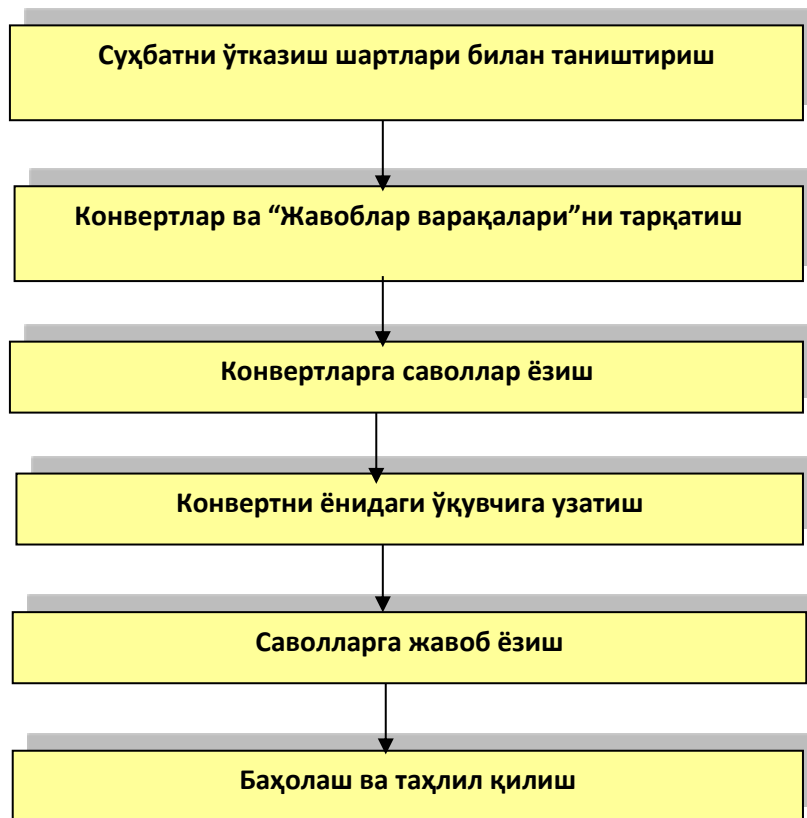 Суҳбатни ўтказиш шартлари билан таништириш
Конвертлар ва “Жавоблар варақалари”ни тарқатиш
Конвертларга саволлар ёзиш
Конвертни ёнидаги ўқувчига узатиш
Саволларга жавоб ёзиш
Баҳолаш ва таҳлил қилиш